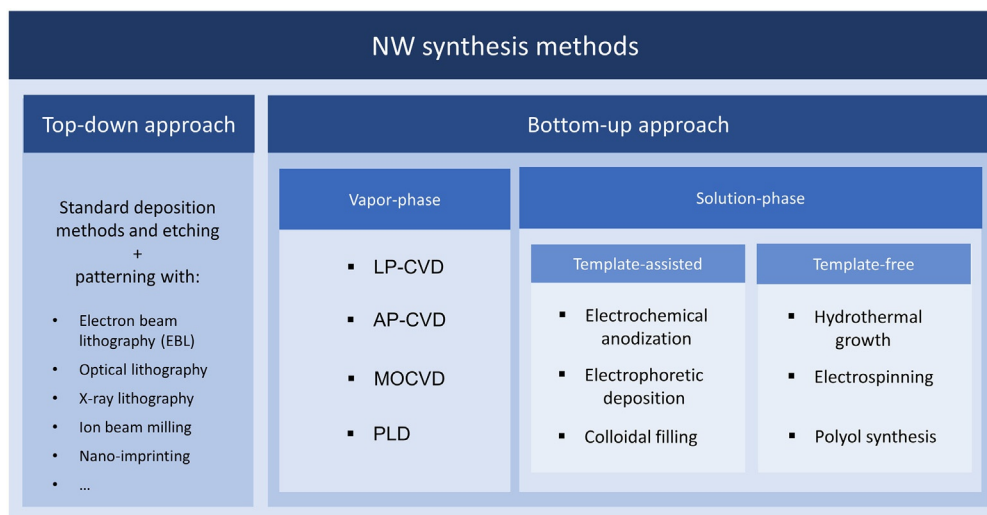 NW synthesis methods
Top-down approach
Standard deposition
methods and etching
+
patterning with:
• Electron beam
lithography (EBL)
• Optical lithography
• X-ray lithography
• Ion beam milling
• Nano-imprinting
• ...
Bottom-up approach
Vapor-phase
▪ LP-CVD
▪ AP-CVD
▪ MOCVD
▪ PLD
Solution-phase
Template-assisted
▪ Electrochemical
anodization
▪ Electrophoretic
deposition
▪ Colloidal filling
Template-free
▪ Hydrothermal
growth
▪ Electrospinning
▪ Polyol synthesis